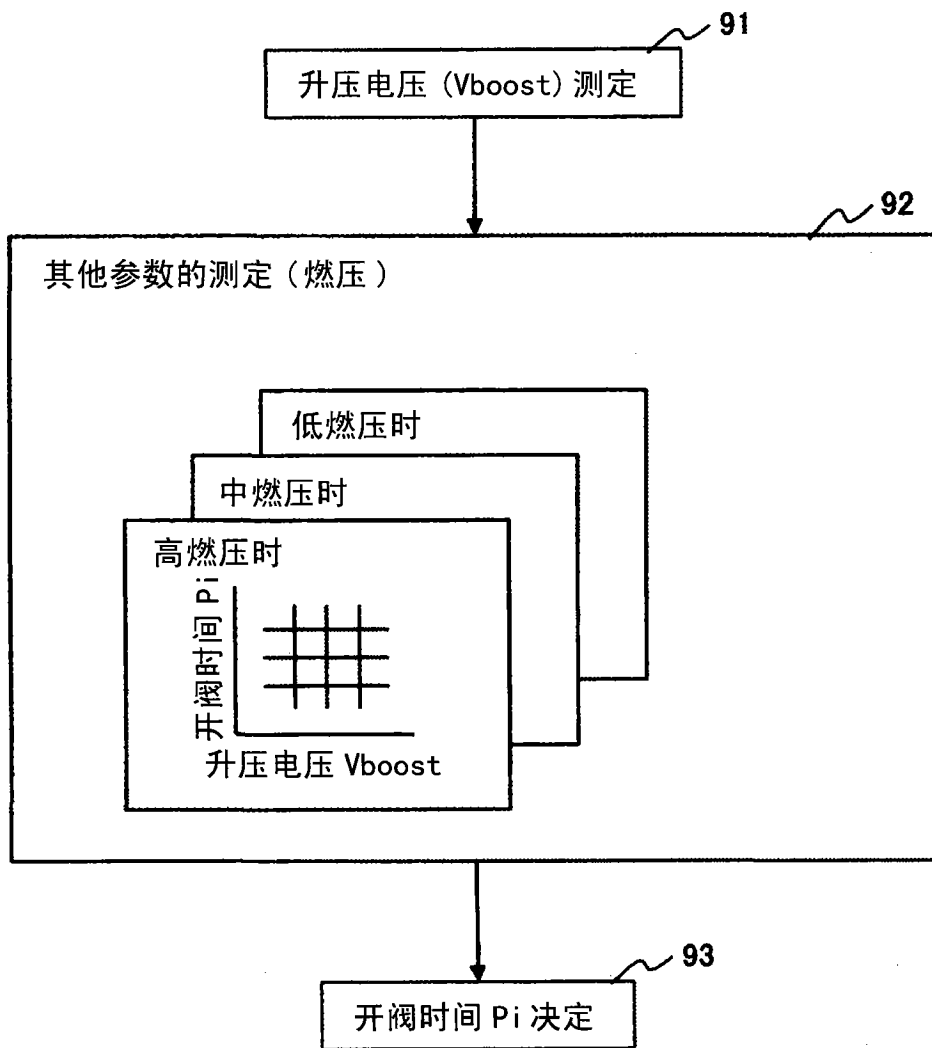 91
升压电压(Vboost)测定
92
其他参数的测定(燃压)
低燃压时
中燃压时
高燃压时
开阀时间 Pi
升压电压 Vboost
93
开阀时间 Pi 决定